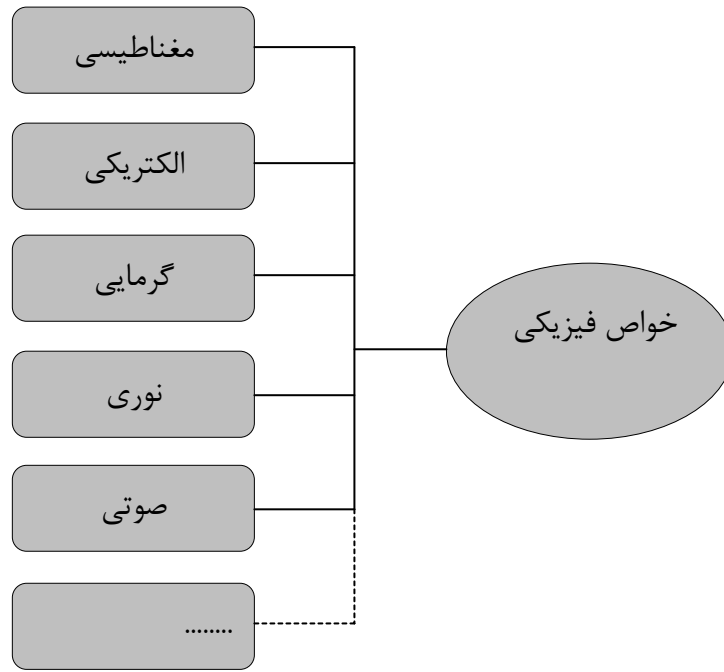 خواص فیزیکی
مغناطیسی
الکتریکی
گرمایی
نوری
صوتی
........